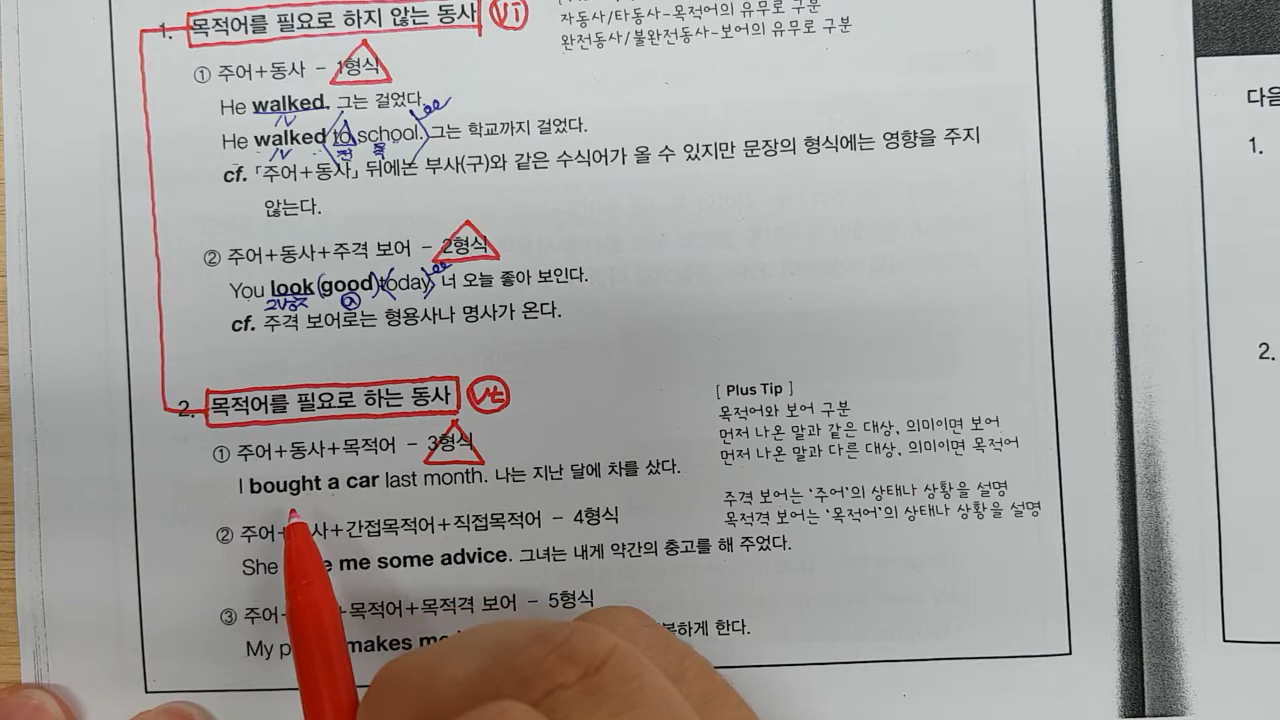 자동사/타동사-목적어의 유무로 구분
완전동사/불완전동사-보어의 유무로 구분
1. 목적어를 필요로 하지 않는 동사 VI
① 주어+동사 - 1형식
He walked. 그는 걸었다.
He walked to school. 그는 학교까지 걸었다.
전 목
cf. 「주어+동사」 뒤에는 부사(구)와 같은 수식어가 올 수 있지만 문장의 형식에는 영향을 주지
않는다.
② 주어+동사+주격 보어 - 2형식
You look good today. 너 오늘 좋아 보인다.
cf. 주격 보어로는 형용사나 명사가 온다.
2. 목적어를 필요로 하는 동사 Vt
① 주어+동사+목적어 - 3형식
I bought a car last month. 나는 지난 달에 차를 샀다.
② 주어+ 사+간접목적어+직접목적어 - 4형식
She me some advice. 그녀는 내게 약간의 충고를 해 주었다.
③ 주어+ +목적어+목적격 보어 - 5형식
My makes me 하게 한다.
[ Plus Tip ]
목적어와 보어 구분
먼저 나온 말과 같은 대상, 의미이면 보어
먼저 나온 말과 다른 대상, 의미이면 목적어
주격 보어는 '주어'의 상태나 상황을 설명
목적격 보어는 '목적어'의 상태나 상황을 설명
다음
1.
2.